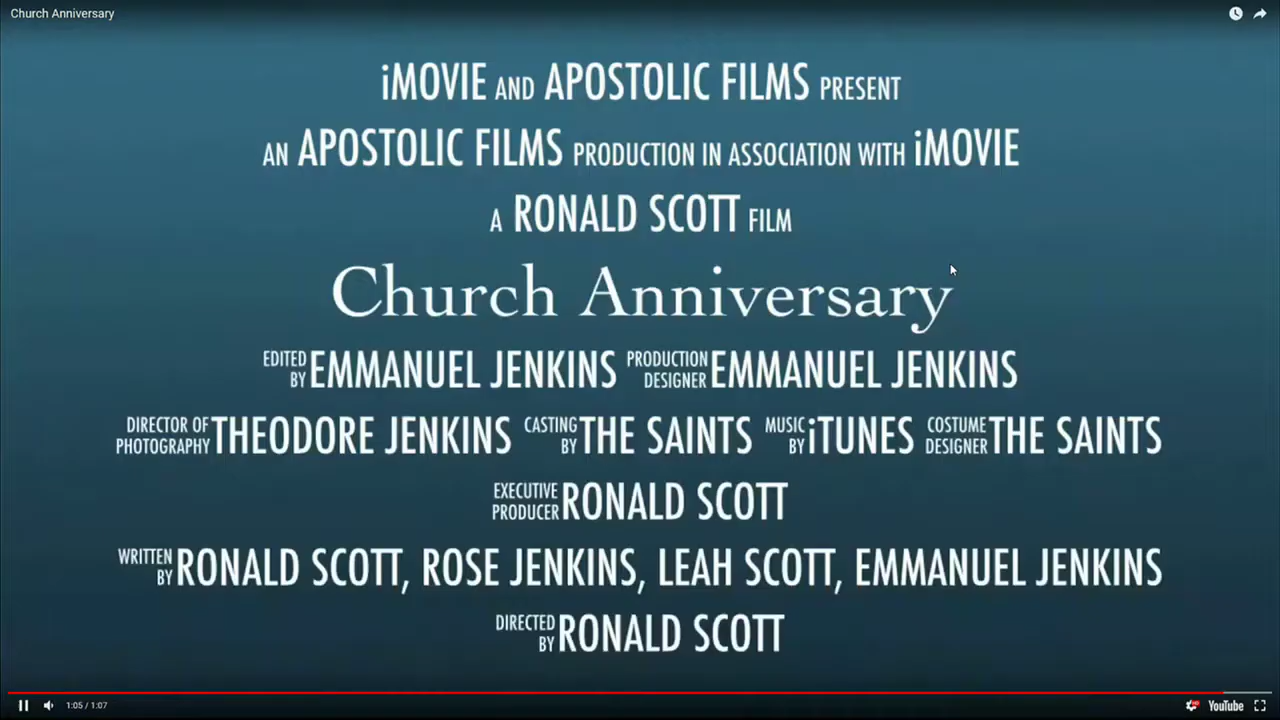 Church Anniversary
iMOVIE AND APOSTOLIC FILMS PRESENT
AN APOSTOLIC FILMS PRODUCTION IN ASSOCIATION WITH iMOVIE
A RONALD SCOTT FILM
Church Anniversary
EDITED BY EMMANUEL JENKINS PRODUCTION DESIGNER EMMANUEL JENKINS
DIRECTOR OF PHOTOGRAPHY THEODORE JENKINS CASTING BY THE SAINTS MUSIC BY iTUNES COSTUME DESIGNER THE SAINTS
EXECUTIVE PRODUCER RONALD SCOTT
WRITTEN BY RONALD SCOTT, ROSE JENKINS, LEAH SCOTT, EMMANUEL JENKINS
DIRECTED BY RONALD SCOTT
1:05 / 1:07 YouTube